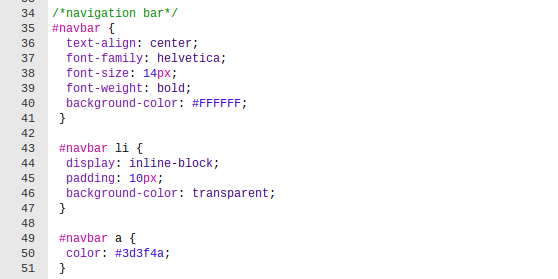 34 /*navigation bar*/
35 #navbar {
36 text-align: center;
37 font-family: helvetica;
38 font-size: 14px;
39 font-weight: bold;
40 background-color: #FFFFFF;
41 }
42
43 #navbar li {
44 display: inline-block;
45 padding: 10px;
46 background-color: transparent;
47 }
48
49 #navbar a {
50 color: #3d3f4a;
51 }